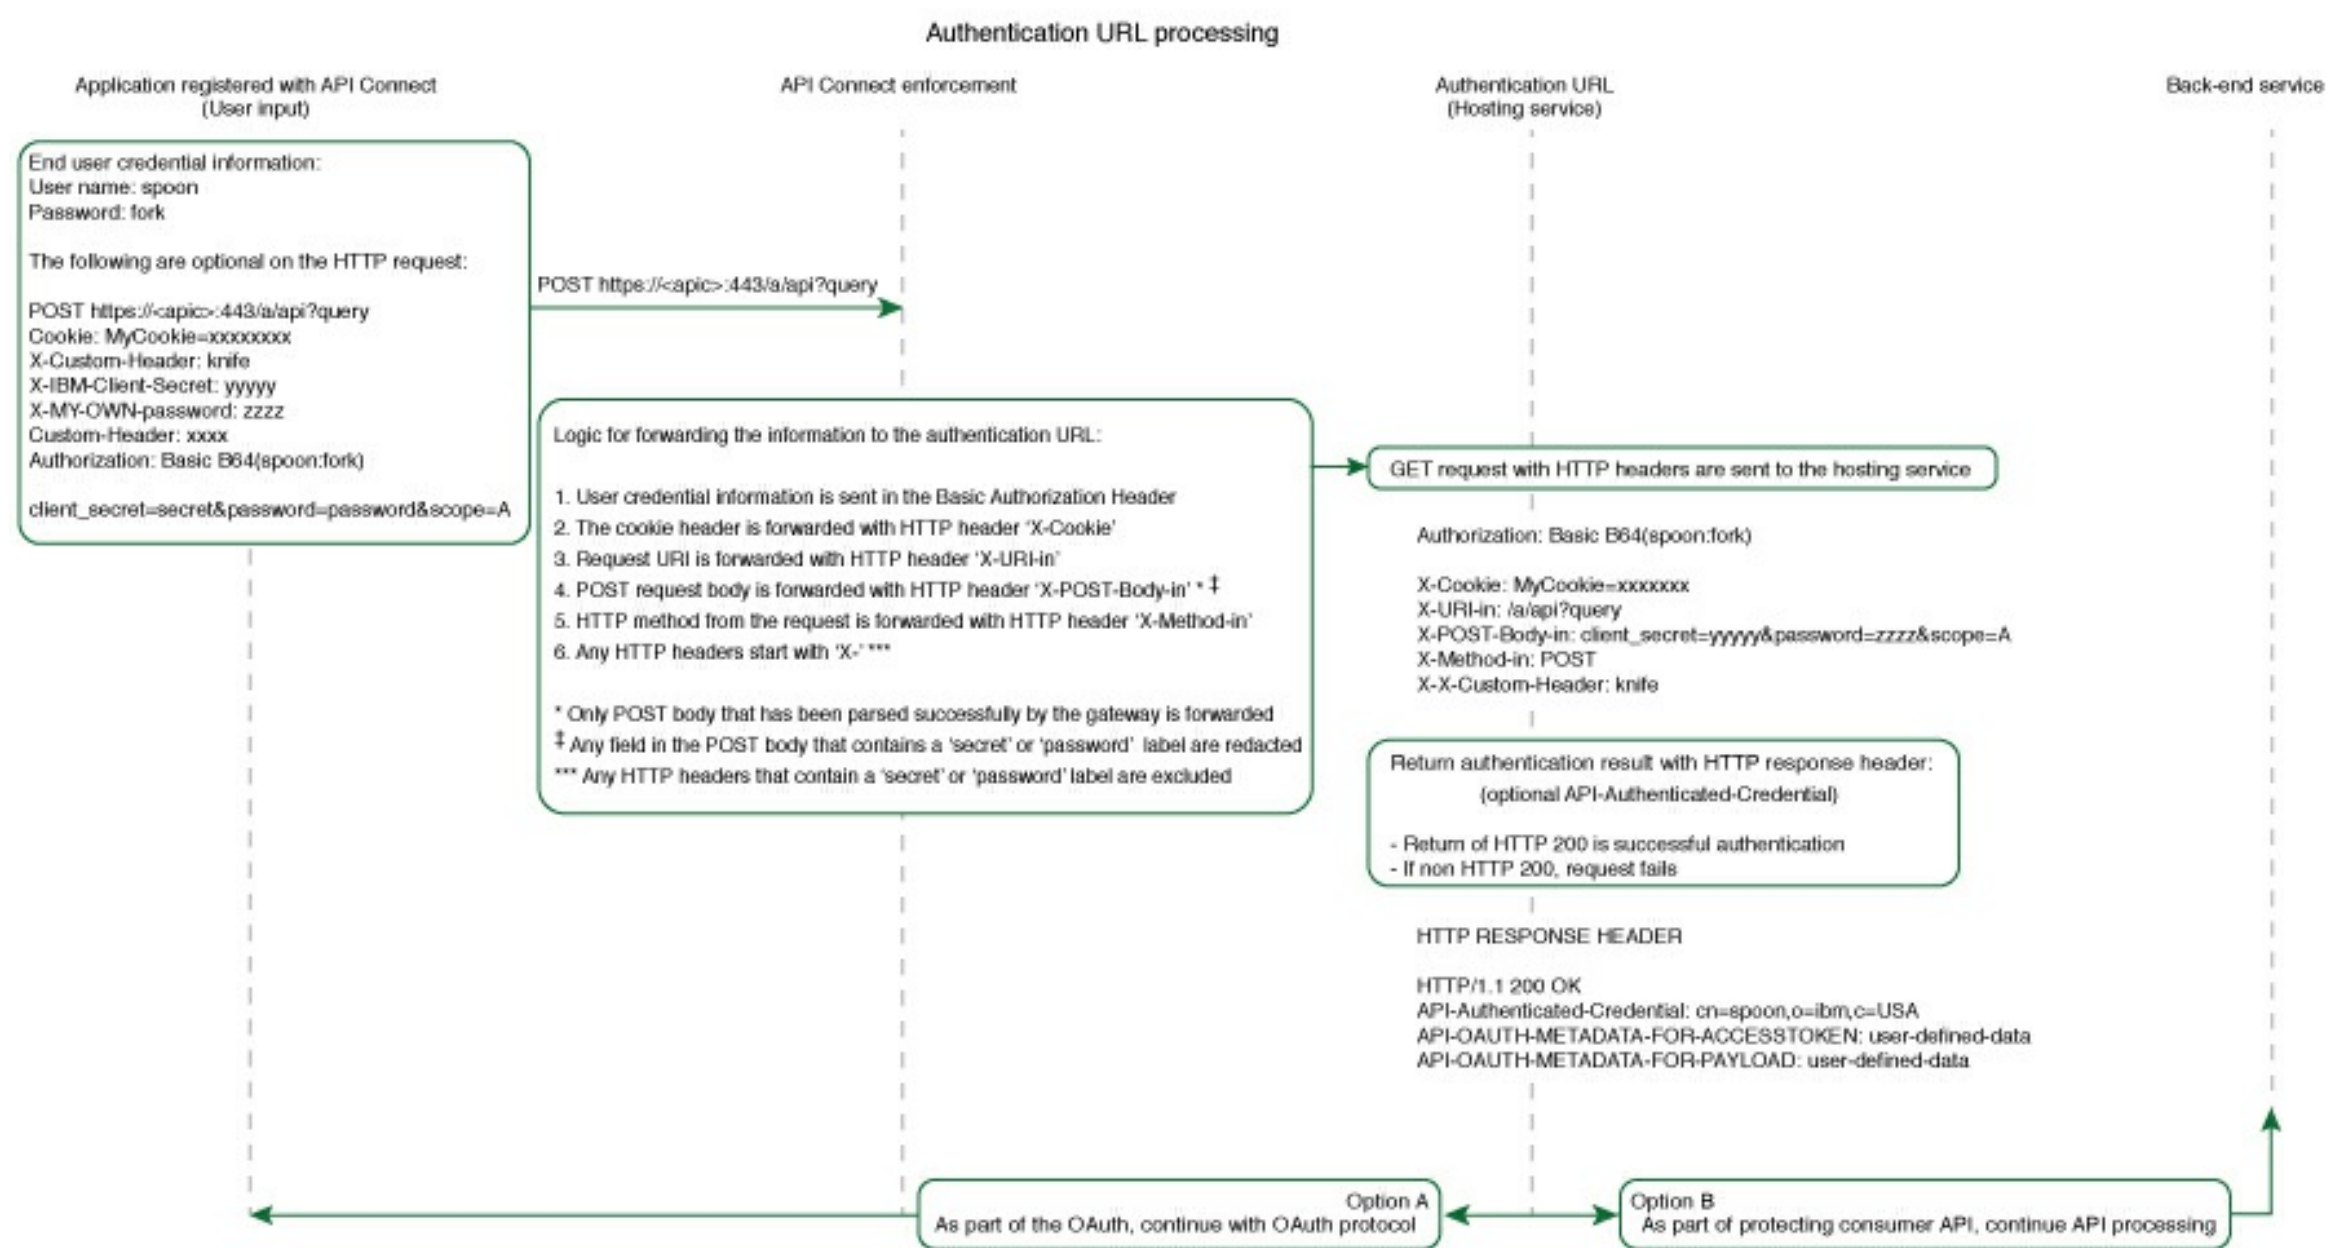 Authentication URL processing
Application registered with API Connect
(User input)
API Connect enforcement
Authentication URL
(Hosting service)
Back-end service
End user credential information:
User name: spoon
Password: fork
The following are optional on the HTTP request:
POST https://<apic>:443/a/api?query
Cookie: MyCookie=xxxxxxxx
X-Custom-Header: knife
X-IBM-Client-Secret: yyyyy
X-MY-OWN-password: zzzz
Custom-Header: xxxx
Authorization: Basic B64(spoon:fork)
client_secret=secret&password=password&scope=A
POST https://<apic>:443/a/api?query
Logic for forwarding the information to the authentication URL:
1. User credential information is sent in the Basic Authorization Header
2. The cookie header is forwarded with HTTP header ‘X-Cookie’
3. Request URI is forwarded with HTTP header ‘X-URI-in’
4. POST request body is forwarded with HTTP header ‘X-POST-Body-in’ * ‡
5. HTTP method from the request is forwarded with HTTP header ‘X-Method-in’
6. Any HTTP headers start with ‘X-’ ***
* Only POST body that has been parsed successfully by the gateway is forwarded
‡ Any field in the POST body that contains a ‘secret’ or ‘password’ label are redacted
*** Any HTTP headers that contain a ‘secret’ or ‘password’ label are excluded
GET request with HTTP headers are sent to the hosting service
Authorization: Basic B64(spoon:fork)
X-Cookie: MyCookie=xxxxxxx
X-URI-in: /a/api?query
X-POST-Body-in: client_secret=yyyyy&password=zzzz&scope=A
X-Method-in: POST
X-X-Custom-Header: knife
Return authentication result with HTTP response header:
(optional API-Authenticated-Credential)
- Return of HTTP 200 is successful authentication
- If non HTTP 200, request fails
HTTP RESPONSE HEADER
HTTP/1.1 200 OK
API-Authenticated-Credential: cn=spoon,o=ibm,c=USA
API-OAUTH-METADATA-FOR-ACCESSTOKEN: user-defined-data
API-OAUTH-METADATA-FOR-PAYLOAD: user-defined-data
Option A
As part of the OAuth, continue with OAuth protocol
Option B
As part of protecting consumer API, continue API processing